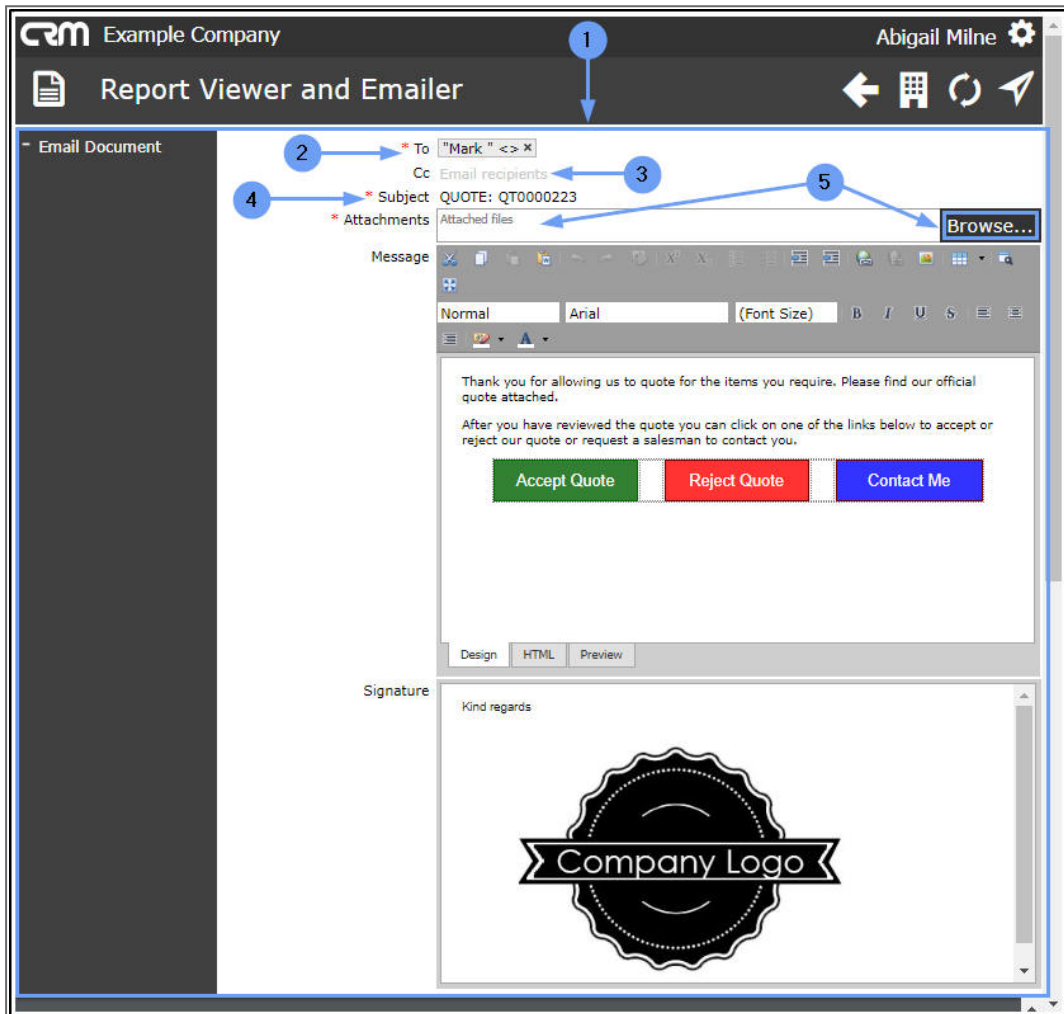 CRM Example Company
1
Abigail Milne
Report Viewer and Emailer
- Email Document
2
* To "Mark " <> ×
Cc Email recipients
3
4
* Subject QUOTE: QT0000223
5
* Attachments Attached files
Browse...
Message
Normal Arial (Font Size) B I U S
A
Thank you for allowing us to quote for the items you require. Please find our official
quote attached.
After you have reviewed the quote you can click on one of the links below to accept or
reject our quote or request a salesman to contact you.
Accept Quote Reject Quote Contact Me
Design HTML Preview
Signature
Kind regards
Company Logo